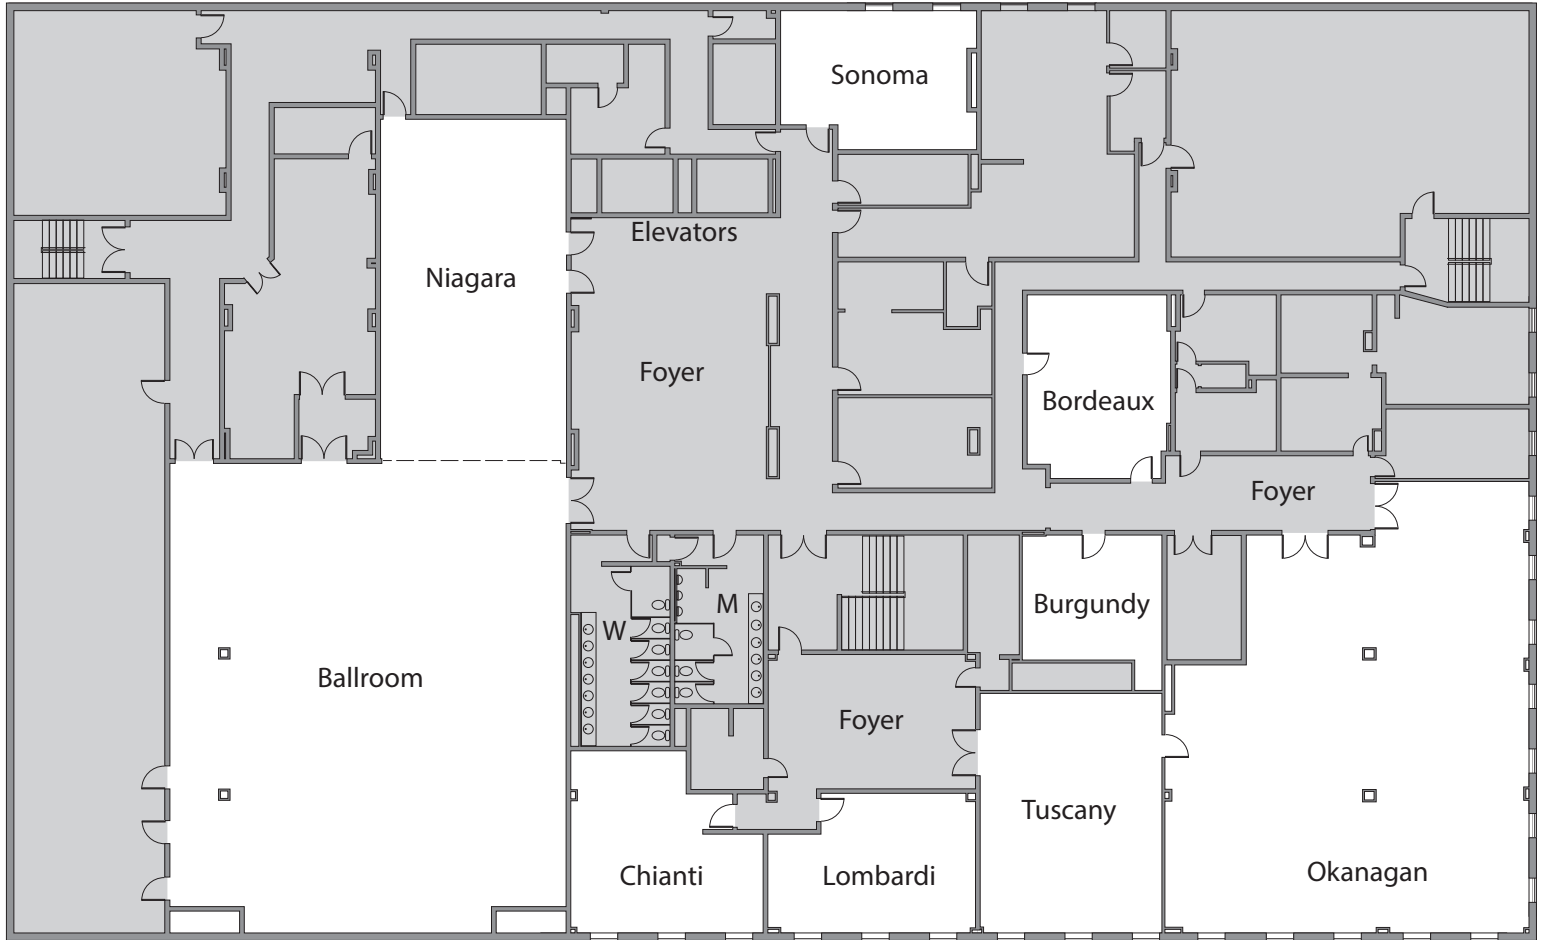 Sonoma
Elevators
Niagara
Foyer
Bordeaux
Foyer
W
M
Burgundy
Ballroom
Foyer
Tuscany
Chianti
Lombardi
Okanagan